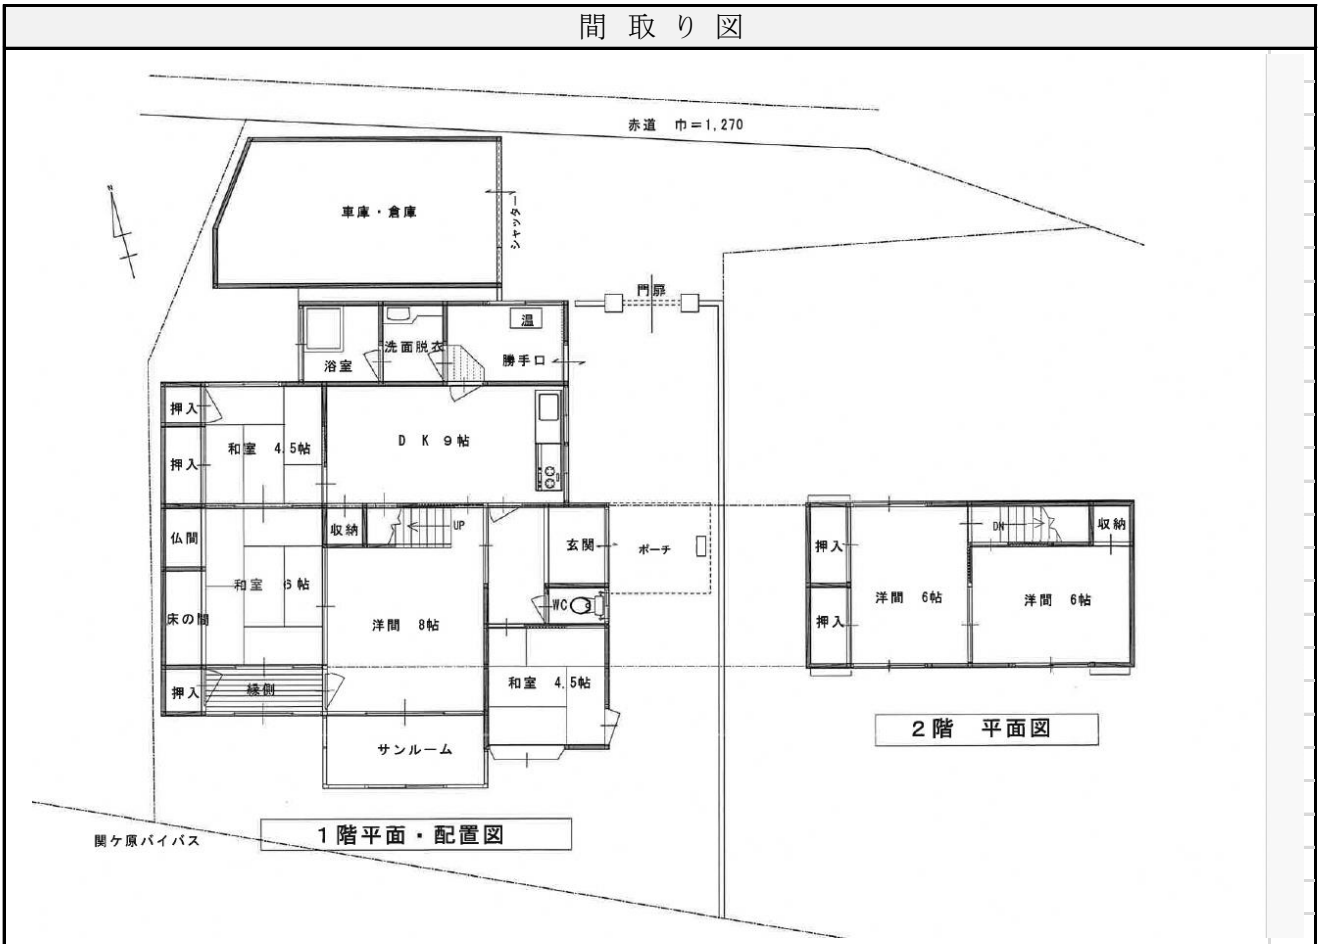 間取り図
赤道 巾=1,270
車庫・倉庫
シャッター
N
門扉
温
洗面脱衣
浴室
勝手口
押入
和室 4.5帖
DK 9帖
押入
収納
UP
仏間
玄関
ポーチ
和室 6帖
WC
床の間
洋間 8帖
押入
縁側
和室 4.5帖
サンルーム
DN
収納
押入
洋間 6帖
洋間 6帖
押入
2階 平面図
1階平面・配置図
関ケ原バイパス